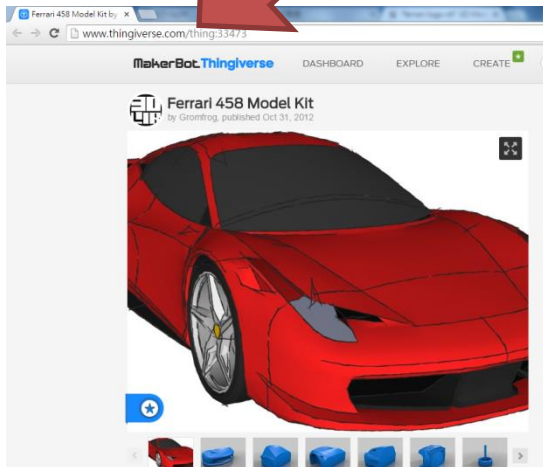 Ferrari 458 Model Kit by
www.thingiverse.com/thing:33473
MakerBot Thingiverse DASHBOARD EXPLORE CREATE
Ferrari 458 Model Kit
by Gromfrog, published Oct 31, 2012